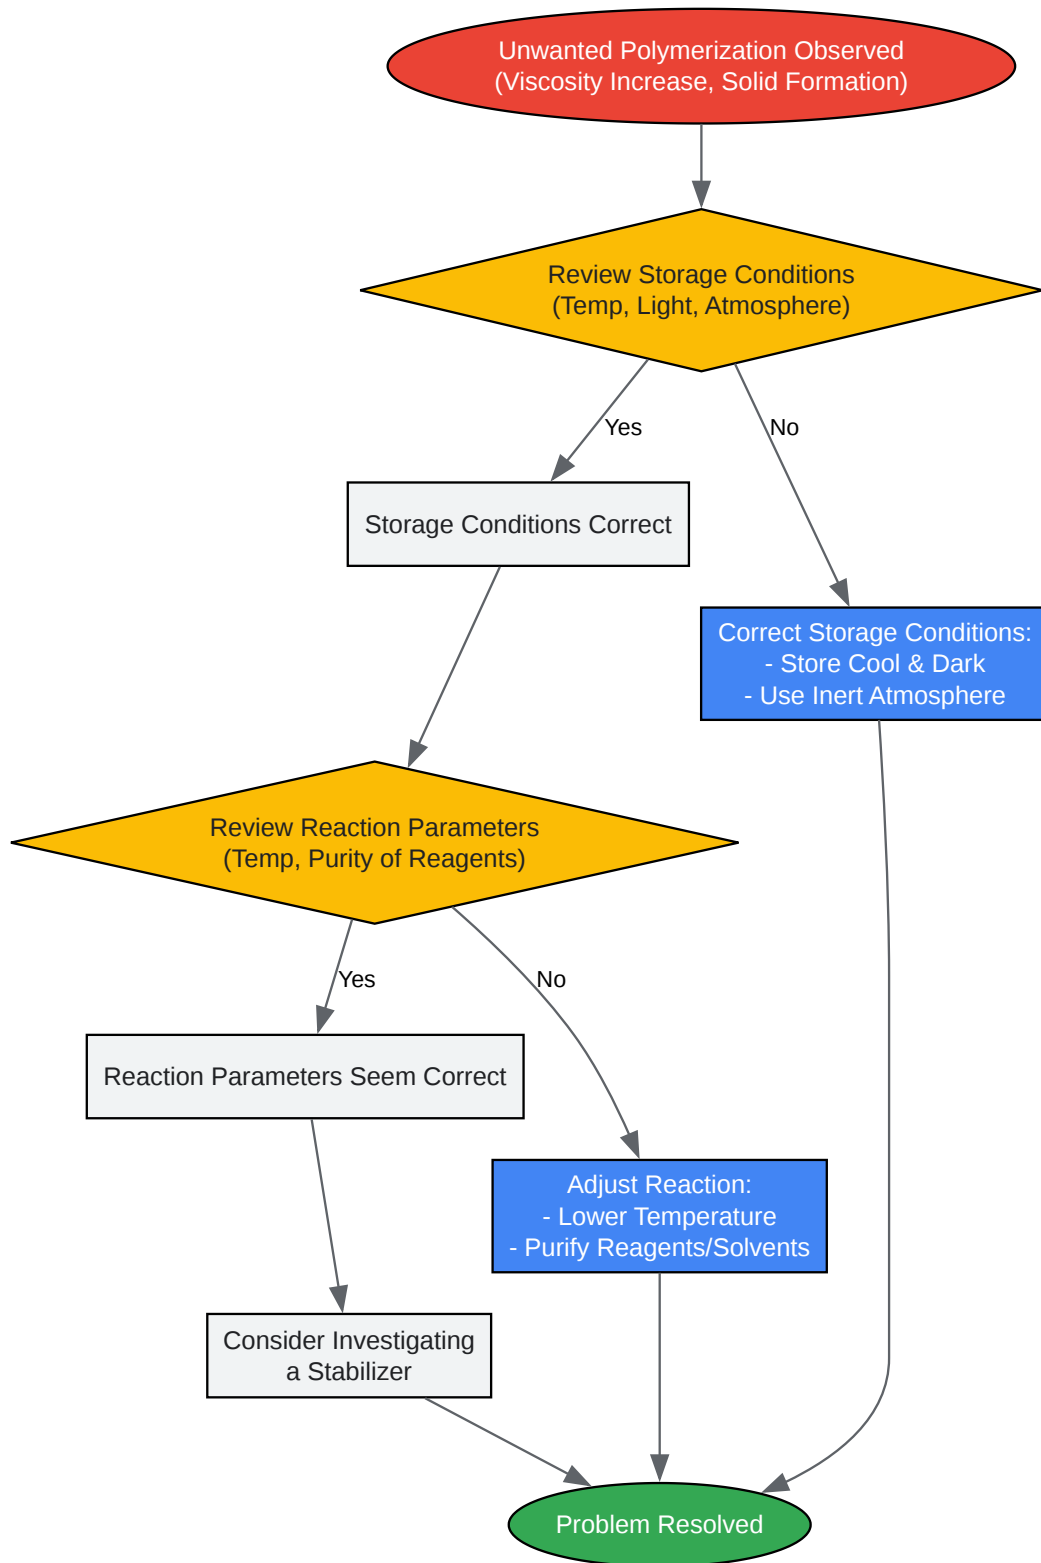 Unwanted Polymerization Observed
(Viscosity Increase, Solid Formation)
Review Storage Conditions
(Temp, Light, Atmosphere)
Yes
No
Storage Conditions Correct
Correct Storage Conditions:
- Store Cool & Dark
- Use Inert Atmosphere
Review Reaction Parameters
(Temp, Purity of Reagents)
Yes
No
Reaction Parameters Seem Correct
Adjust Reaction:
- Lower Temperature
- Purify Reagents/Solvents
Consider Investigating
a Stabilizer
Problem Resolved